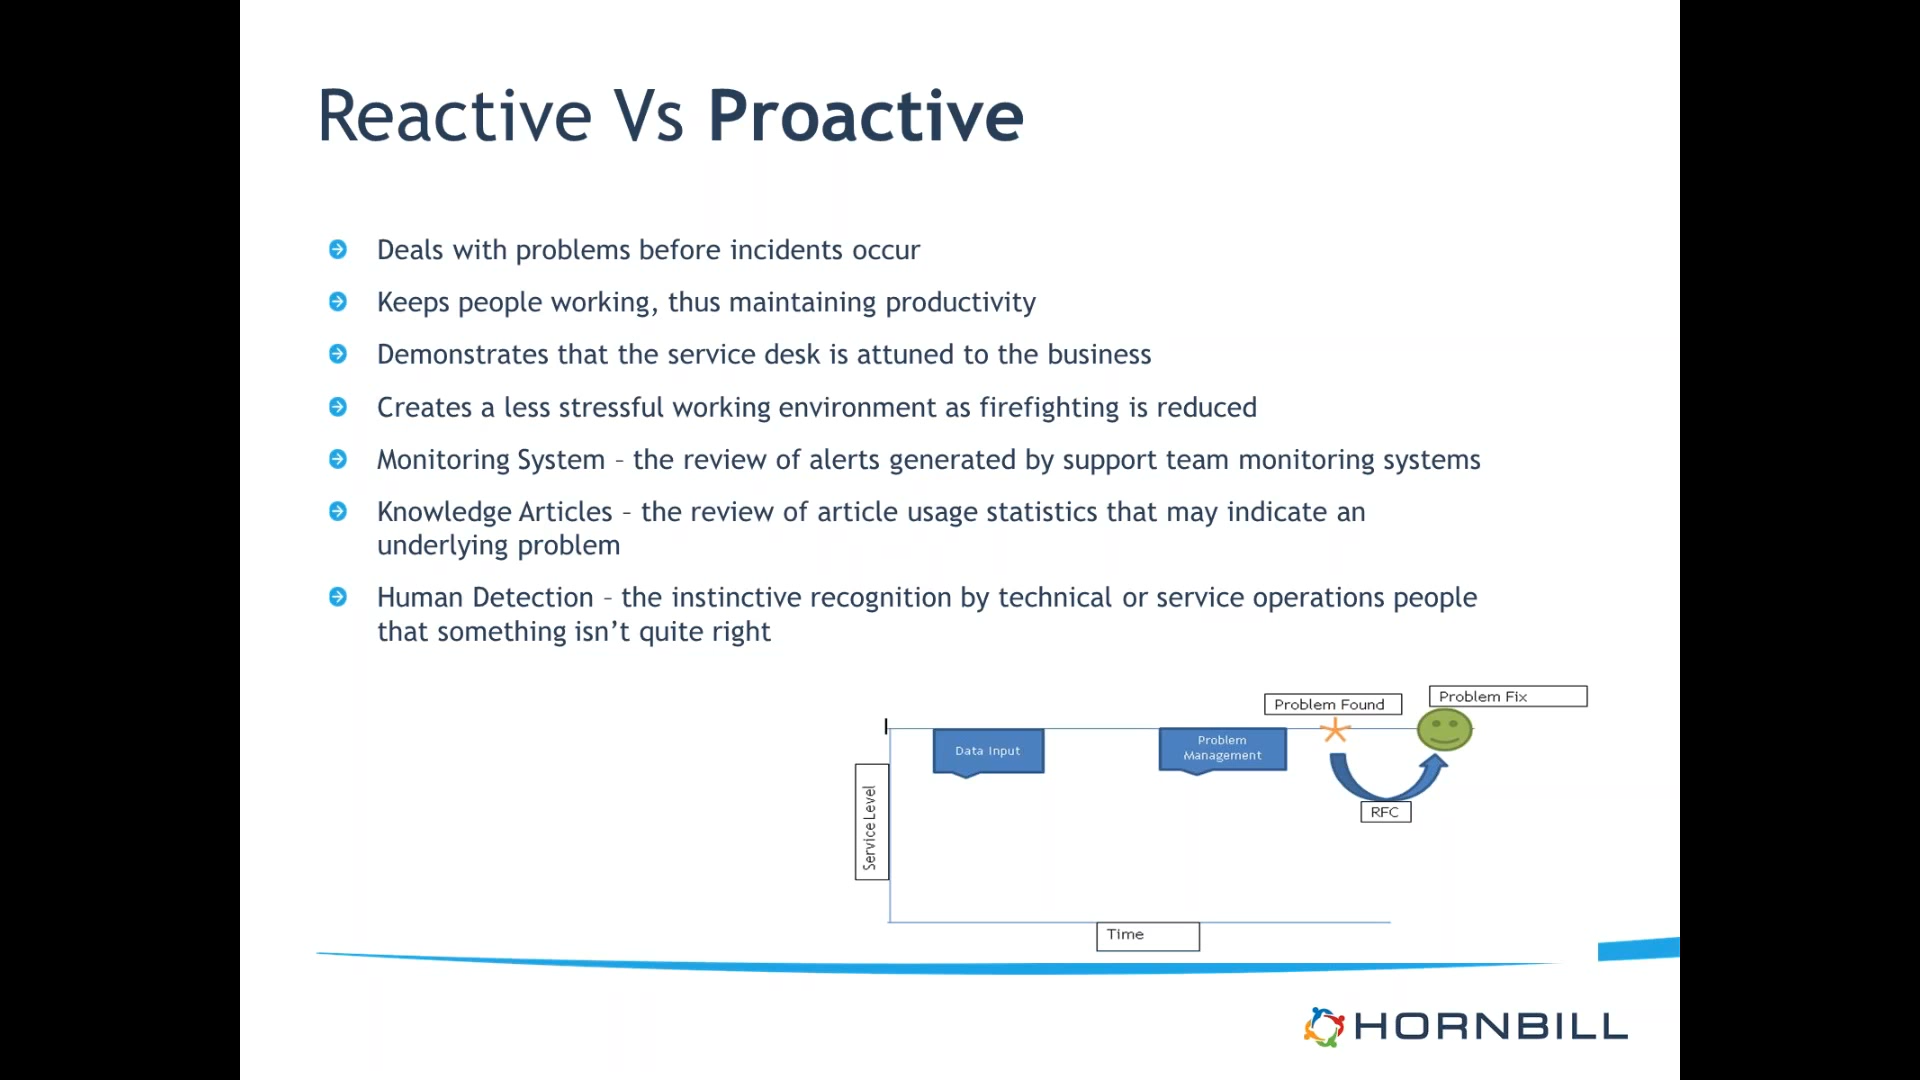 Reactive Vs Proactive
Deals with problems before incidents occur
Keeps people working, thus maintaining productivity
Demonstrates that the service desk is attuned to the business
Creates a less stressful working environment as firefighting is reduced
Monitoring System – the review of alerts generated by support team monitoring systems
Knowledge Articles – the review of article usage statistics that may indicate an
underlying problem
Human Detection – the instinctive recognition by technical or service operations people
that something isn’t quite right
Problem Fix
Problem Found
Data Input
Problem
Management
RFC
Service Level
Time
HORNBILL